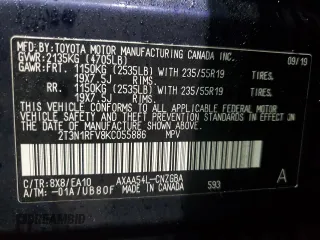 MFD. BY: TOYOTA MOTOR MANUFACTURING CANADA INC.
GVWR: 2135KG (4705LB) 09/19
GAWR: FRT. 1150KG (2535LB) WITH 235/55R19 TIRES,
19X7.5J RIMS,
RR. 1150KG (2535LB) WITH 235/55R19 TIRES,
19X7.5J RIMS,
THIS VEHICLE CONFORMS TO ALL APPLICABLE
FEDERAL MOTOR VEHICLE SAFETY
STANDARDS IN EFFECT ON THE DATE OF
MANUFACTURE SHOWN ABOVE.
2T3N1RFV8KC055886 MPV
C/TR: 8X8/EA10 AXAA54L-CNZGBA
A/TM: -01A/UB80F MADE IN CANADA 593
A